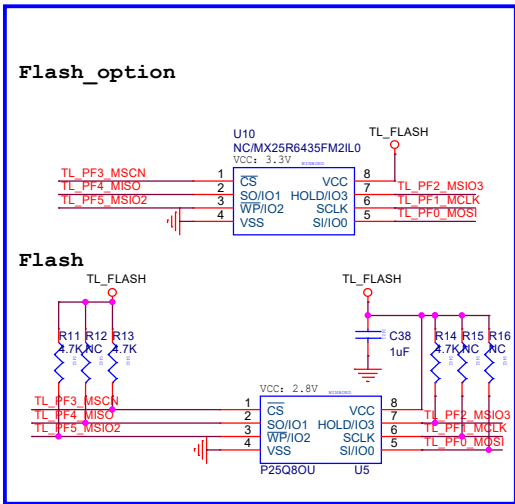 Flash_option
U10
NC/MX25R6435FM2IL0
VCC: 3.3V
TL_FLASH
TL_PF3_MSCN 1 CS VCC 8
TL_PF4_MISO 2 SO/IO1 HOLD/IO3 7 TL_PF2_MSIO3
TL_PF5_MSIO2 3 WP/IO2 SCLK 6 TL_PF1_MCLK
4 VSS SI/IO0 5 TL_PF0_MOSI
Flash
TL_FLASH TL_FLASH
R11 R12 R13 C38 R14 R15 R16
4.7K NC 4.7K 1uF 4.7K NC NC
VCC: 2.8V
TL_PF3_MSCN 1 CS VCC 8
TL_PF4_MISO 2 SO/IO1 HOLD/IO3 7 TL_PF2_MSIO3
TL_PF5_MSIO2 3 WP/IO2 SCLK 6 TL_PF1_MCLK
4 VSS SI/IO0 5 TL_PF0_MOSI
P25Q8OU U5